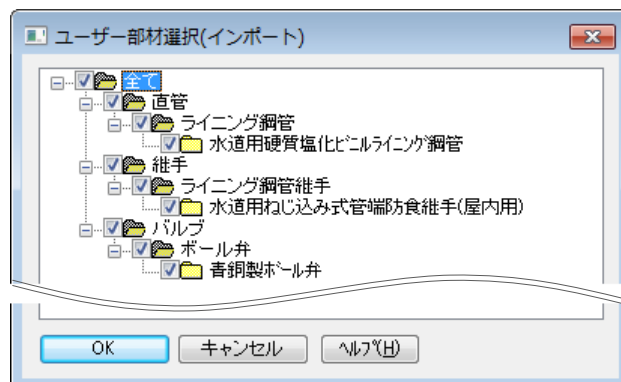 ユーザー部材選択(インポート)
全て
直管
ライニング鋼管
水道用硬質塩化ﾋﾞﾆﾙﾗｲﾆﾝｸﾞ鋼管
継手
ライニング鋼管継手
水道用ねじ込み式管端防食継手(屋内用)
バルブ
ボール弁
青銅製ﾎﾞｰﾙ弁
OK
キャンセル
ﾍﾙﾌﾟ(H)